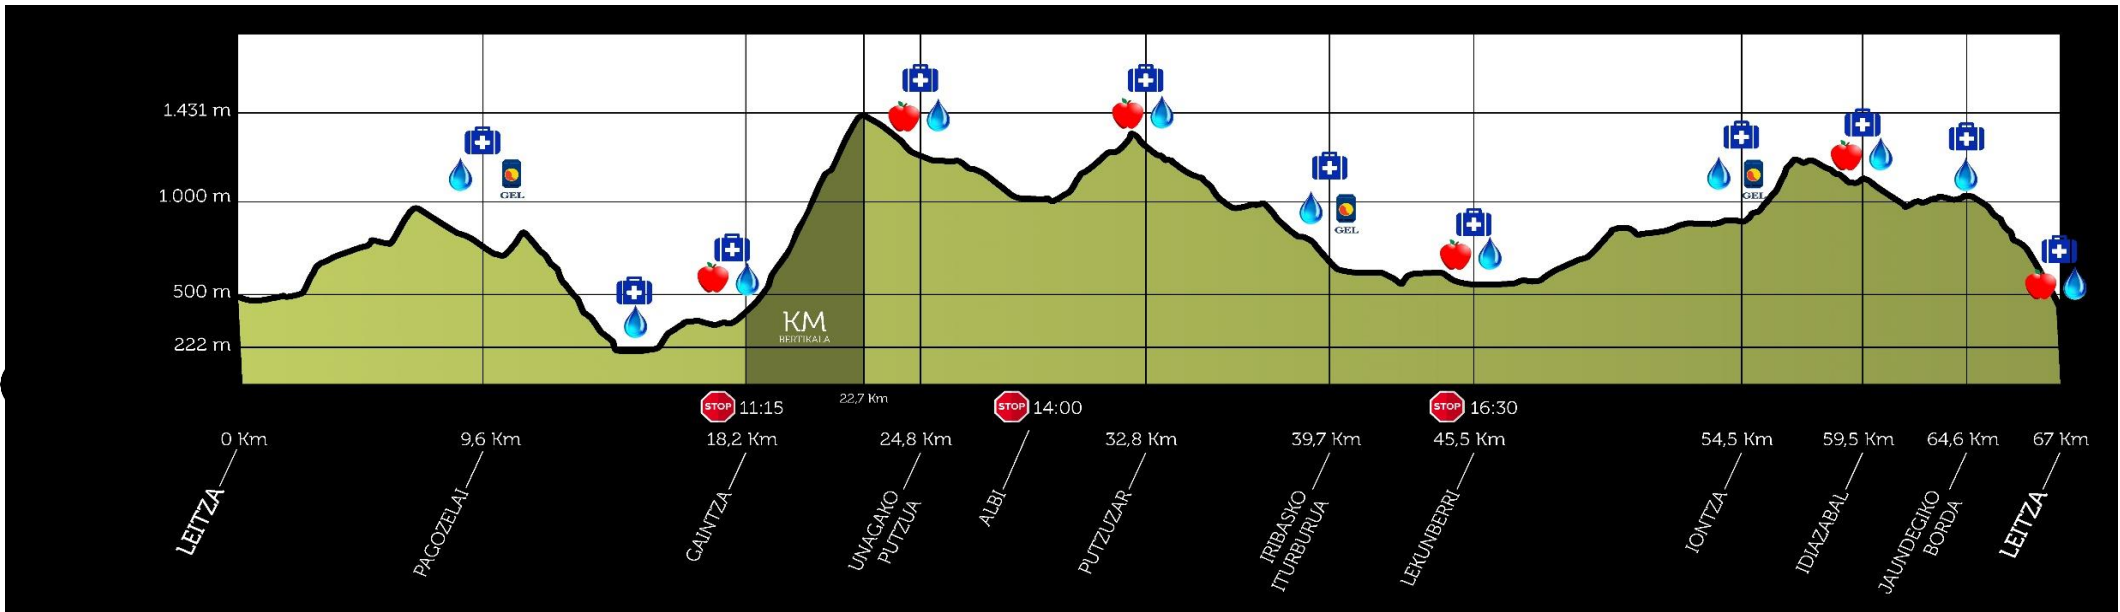 1.431 m
1.000 m
500 m
222 m
GEL
GEL
GEL
KM
BERTIKALA
STOP 11:15
22,7 Km
STOP 14:00
STOP 16:30
0 Km
9,6 Km
18,2 Km
24,8 Km
32,8 Km
39,7 Km
45,5 Km
54,5 Km
59,5 Km
64,6 Km
67 Km
LEITZA
PAGOZELAI
GAINTZA
UNAGAKO
PUTZUA
ALBI
PUTZUZAR
IRIBASKO
ITURBURUA
LEKUNBERRI
IONTZA
IDIAZABAL
JAUNDEGIKO
BORDA
LEITZA